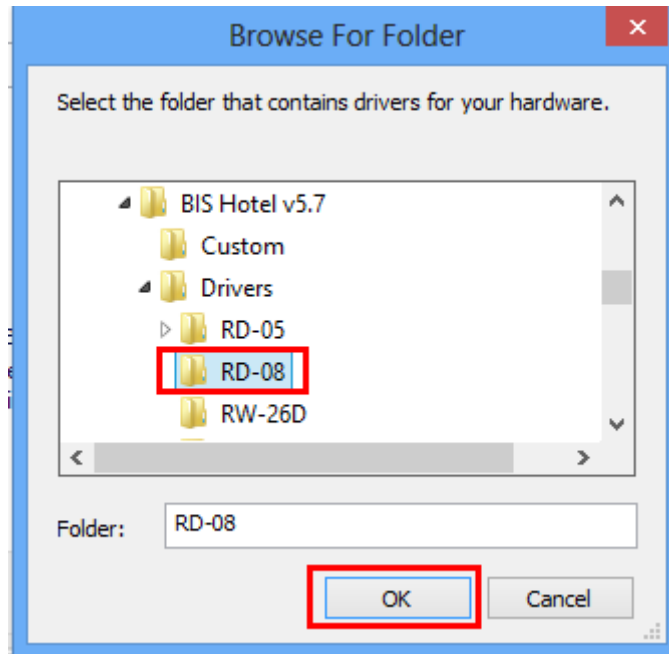 Browse For Folder
Select the folder that contains drivers for your hardware.
BIS Hotel v5.7
Custom
Drivers
RD-05
RD-08
RW-26D
Folder:
RD-08
OK
Cancel